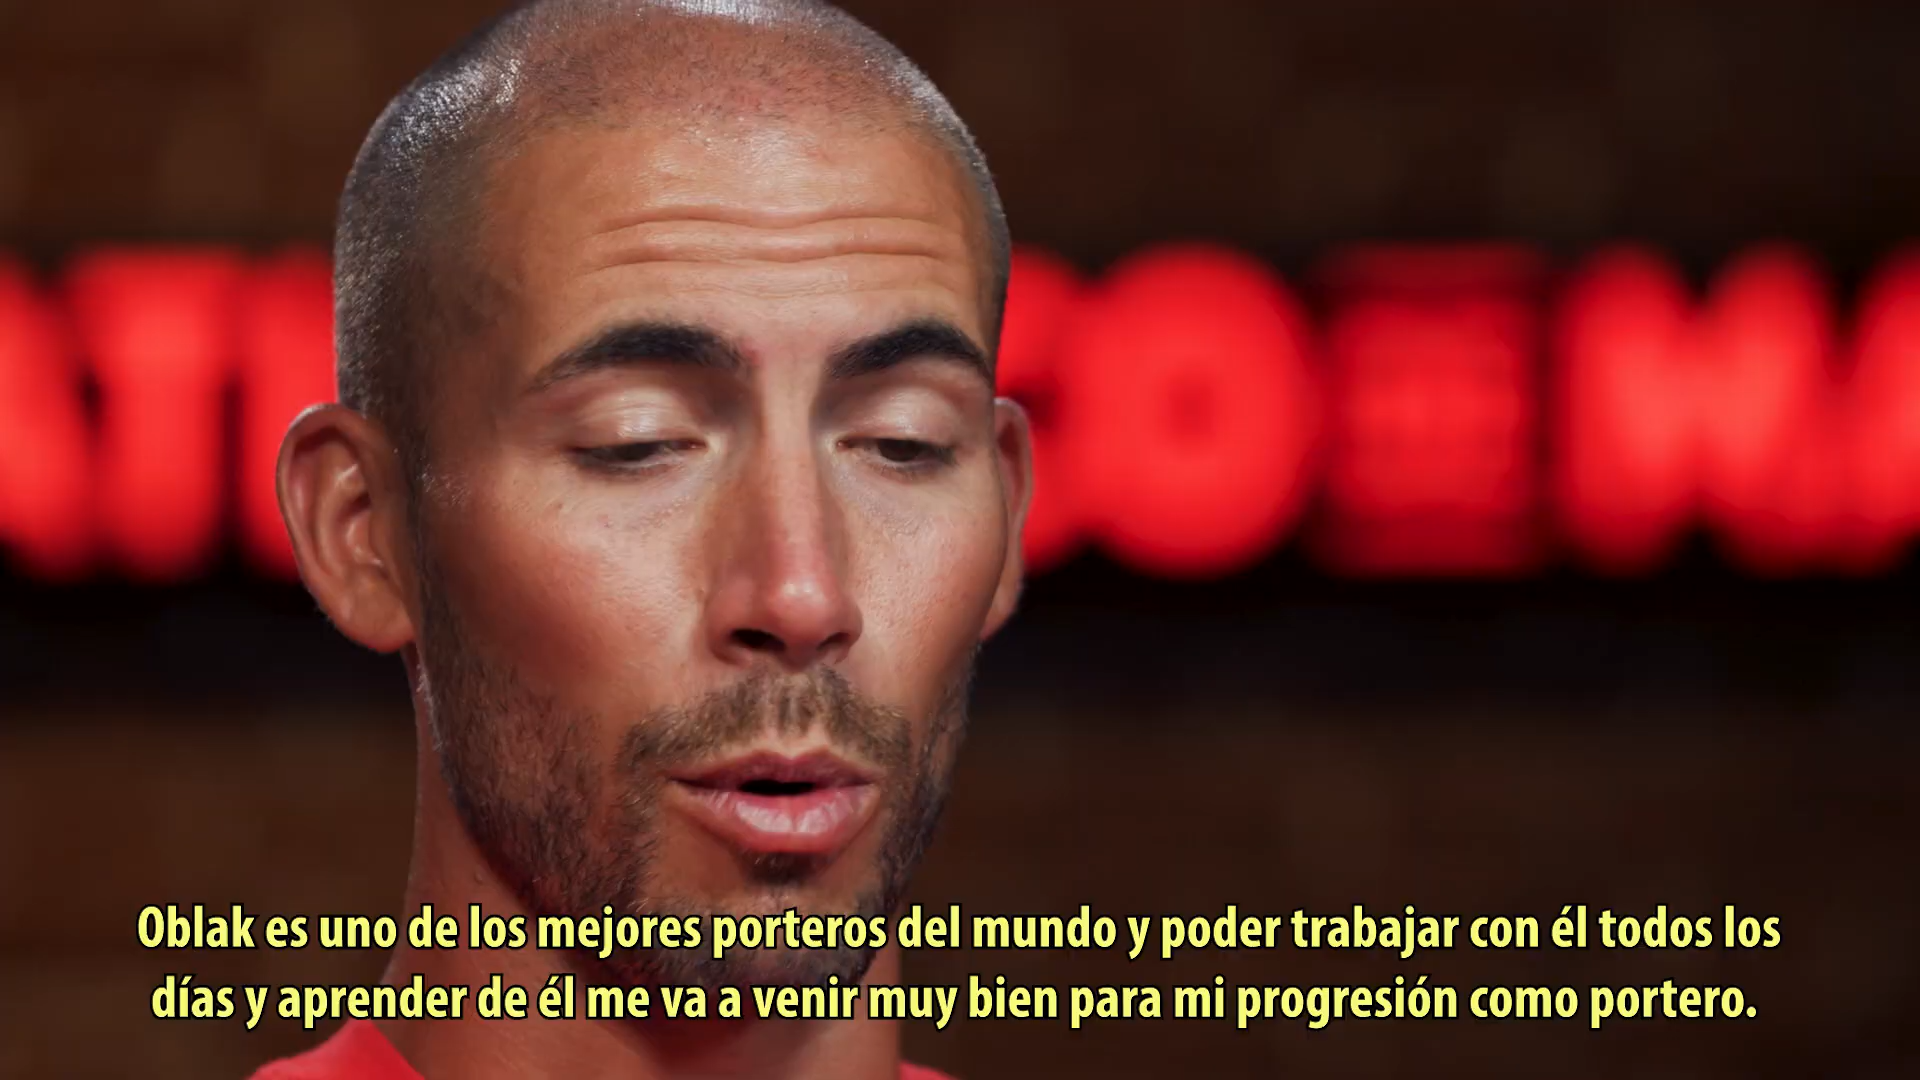 Oblak es uno de los mejores porteros del mundo y poder trabajar con él todos los
días y aprender de él me va a venir muy bien para mi progresión como portero.